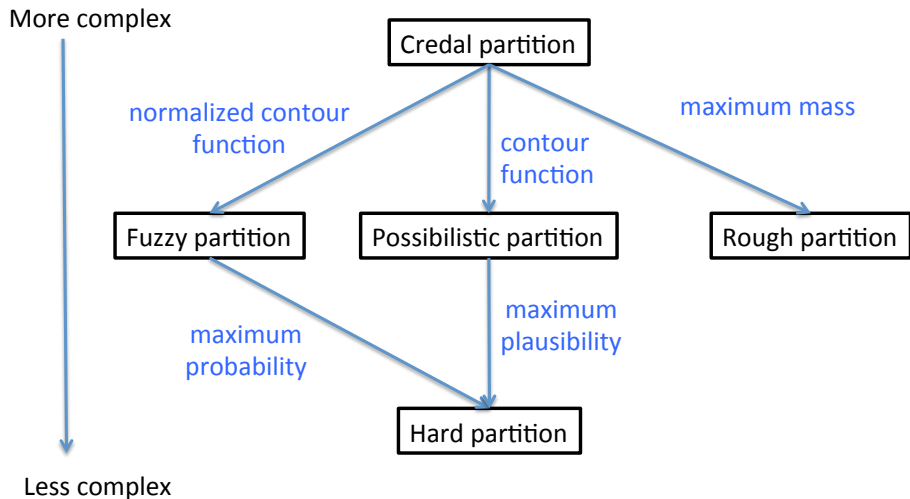 More complex
Credal partition
normalized contour
function
contour
function
maximum mass
Fuzzy partition
Possibilistic partition
Rough partition
maximum
probability
maximum
plausibility
Hard partition
Less complex